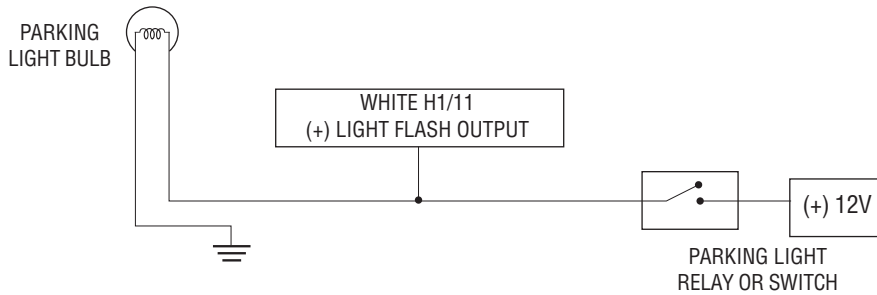 PARKING
LIGHT BULB
WHITE H1/11
(+) LIGHT FLASH OUTPUT
(+) 12V
PARKING LIGHT
RELAY OR SWITCH